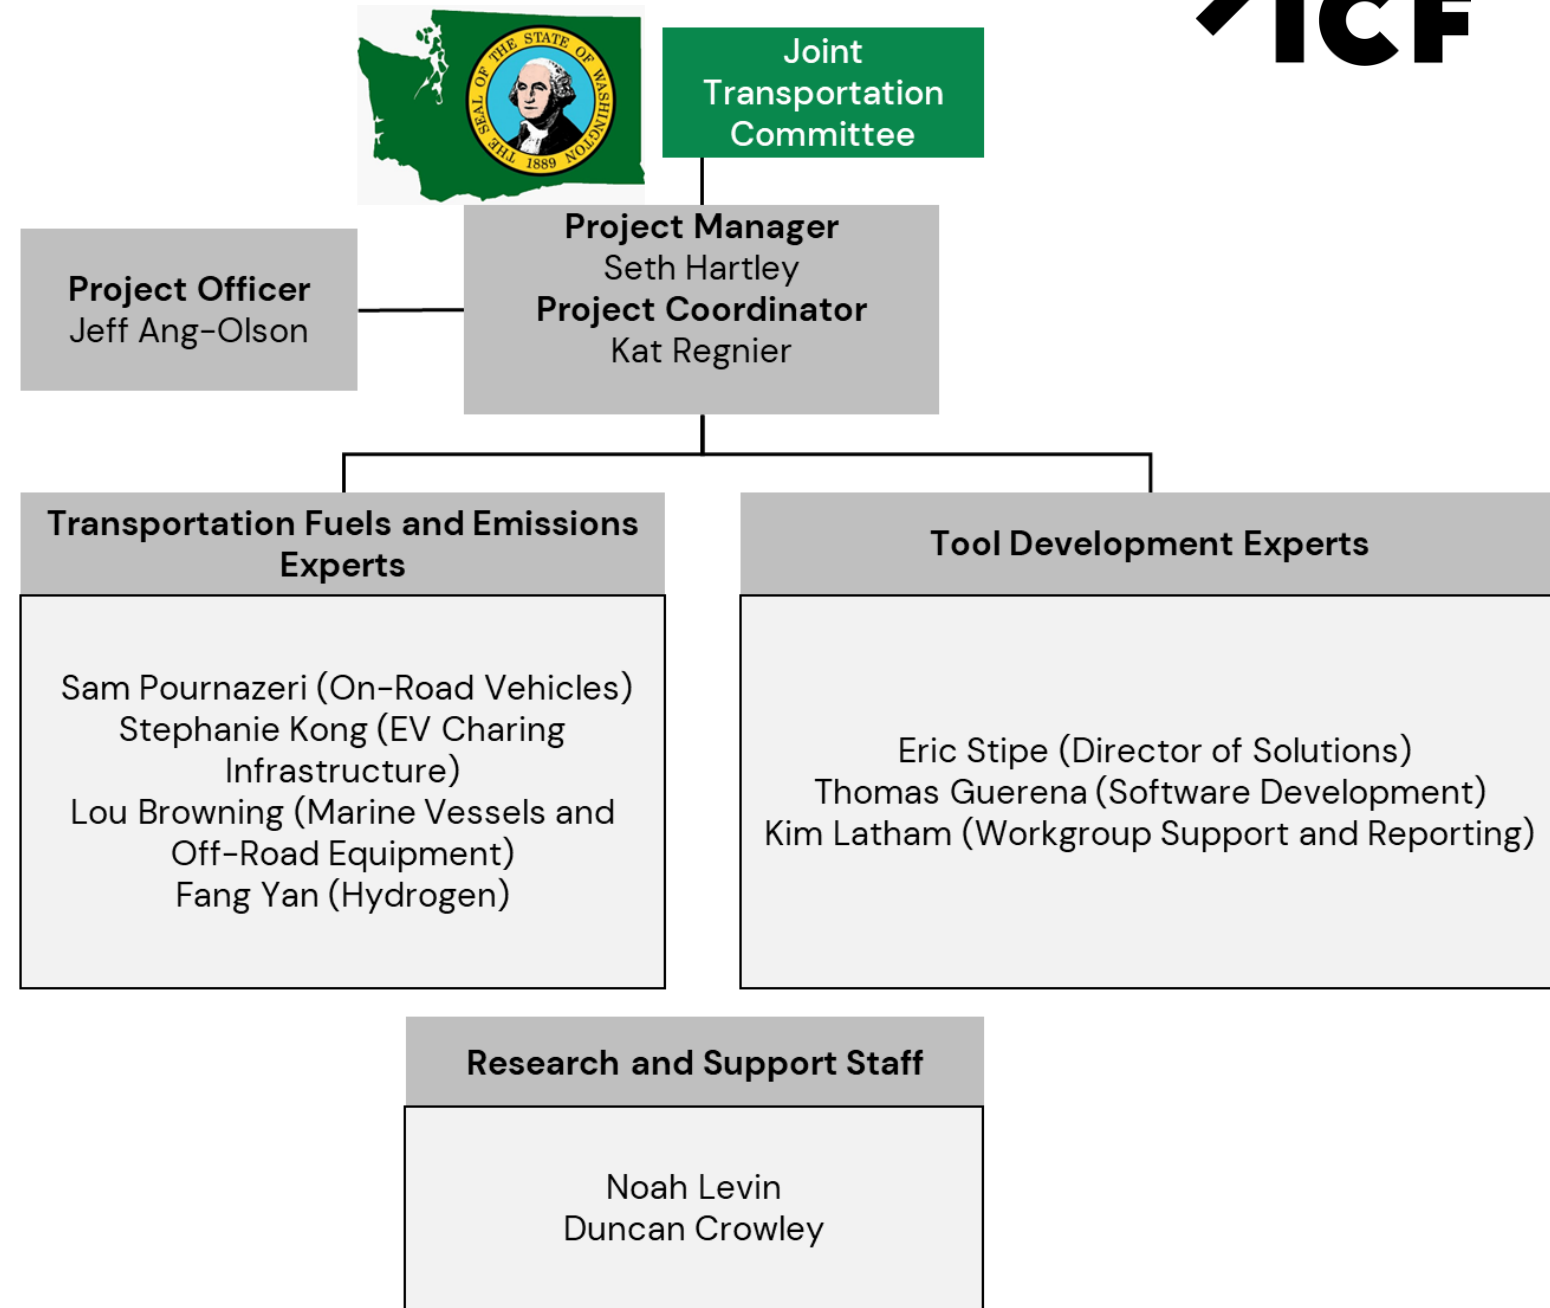 ICF
THE SEAL OF THE STATE OF WASHINGTON
1889
Joint
Transportation
Committee
Project Manager
Seth Hartley
Project Coordinator
Kat Regnier
Project Officer
Jeff Ang-Olson
Transportation Fuels and Emissions
Experts
Sam Pournazeri (On-Road Vehicles)
Stephanie Kong (EV Charing
Infrastructure)
Lou Browning (Marine Vessels and
Off-Road Equipment)
Fang Yan (Hydrogen)
Tool Development Experts
Eric Stipe (Director of Solutions)
Thomas Guerena (Software Development)
Kim Latham (Workgroup Support and Reporting)
Research and Support Staff
Noah Levin
Duncan Crowley